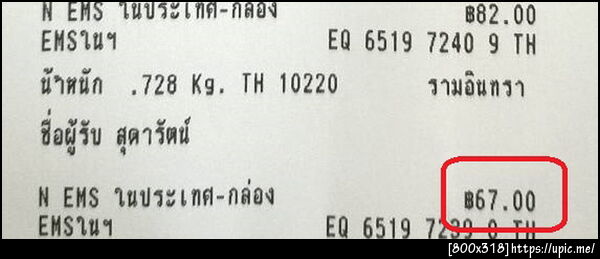 N EMS ในประเทศ-กล่อง ฿82.00
EMSในฯ EQ 6519 7240 9 TH
น้ำหนัก .728 Kg. TH 10220 รามอินทรา
ชื่อผู้รับ สุดารัตน์
N EMS ในประเทศ-กล่อง ฿67.00
EMSในฯ EQ 6519 7239 0 TH
[800x318]https://upic.me/